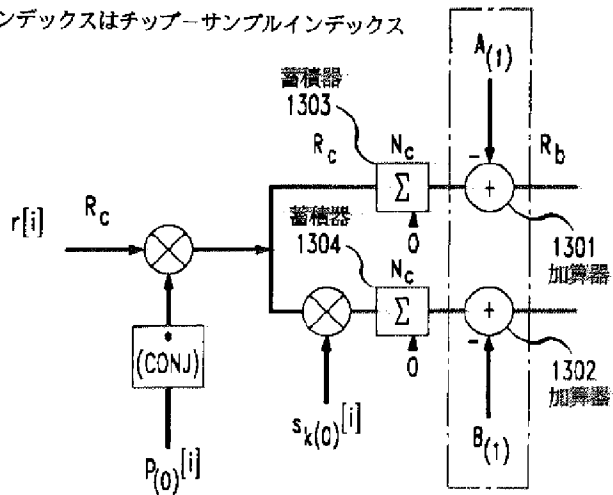 ンデックスはチップーサンプルインデックス
A(1)
蓄積器
1303
R_c
N_c
R_b
Σ
-
+
0
1301
加算器
r[i]
R_c
蓄積器
1304
N_c
Σ
+
-
0
1302
加算器
(CONJ)
s_k(0)[i]
B(1)
P(0)[i]